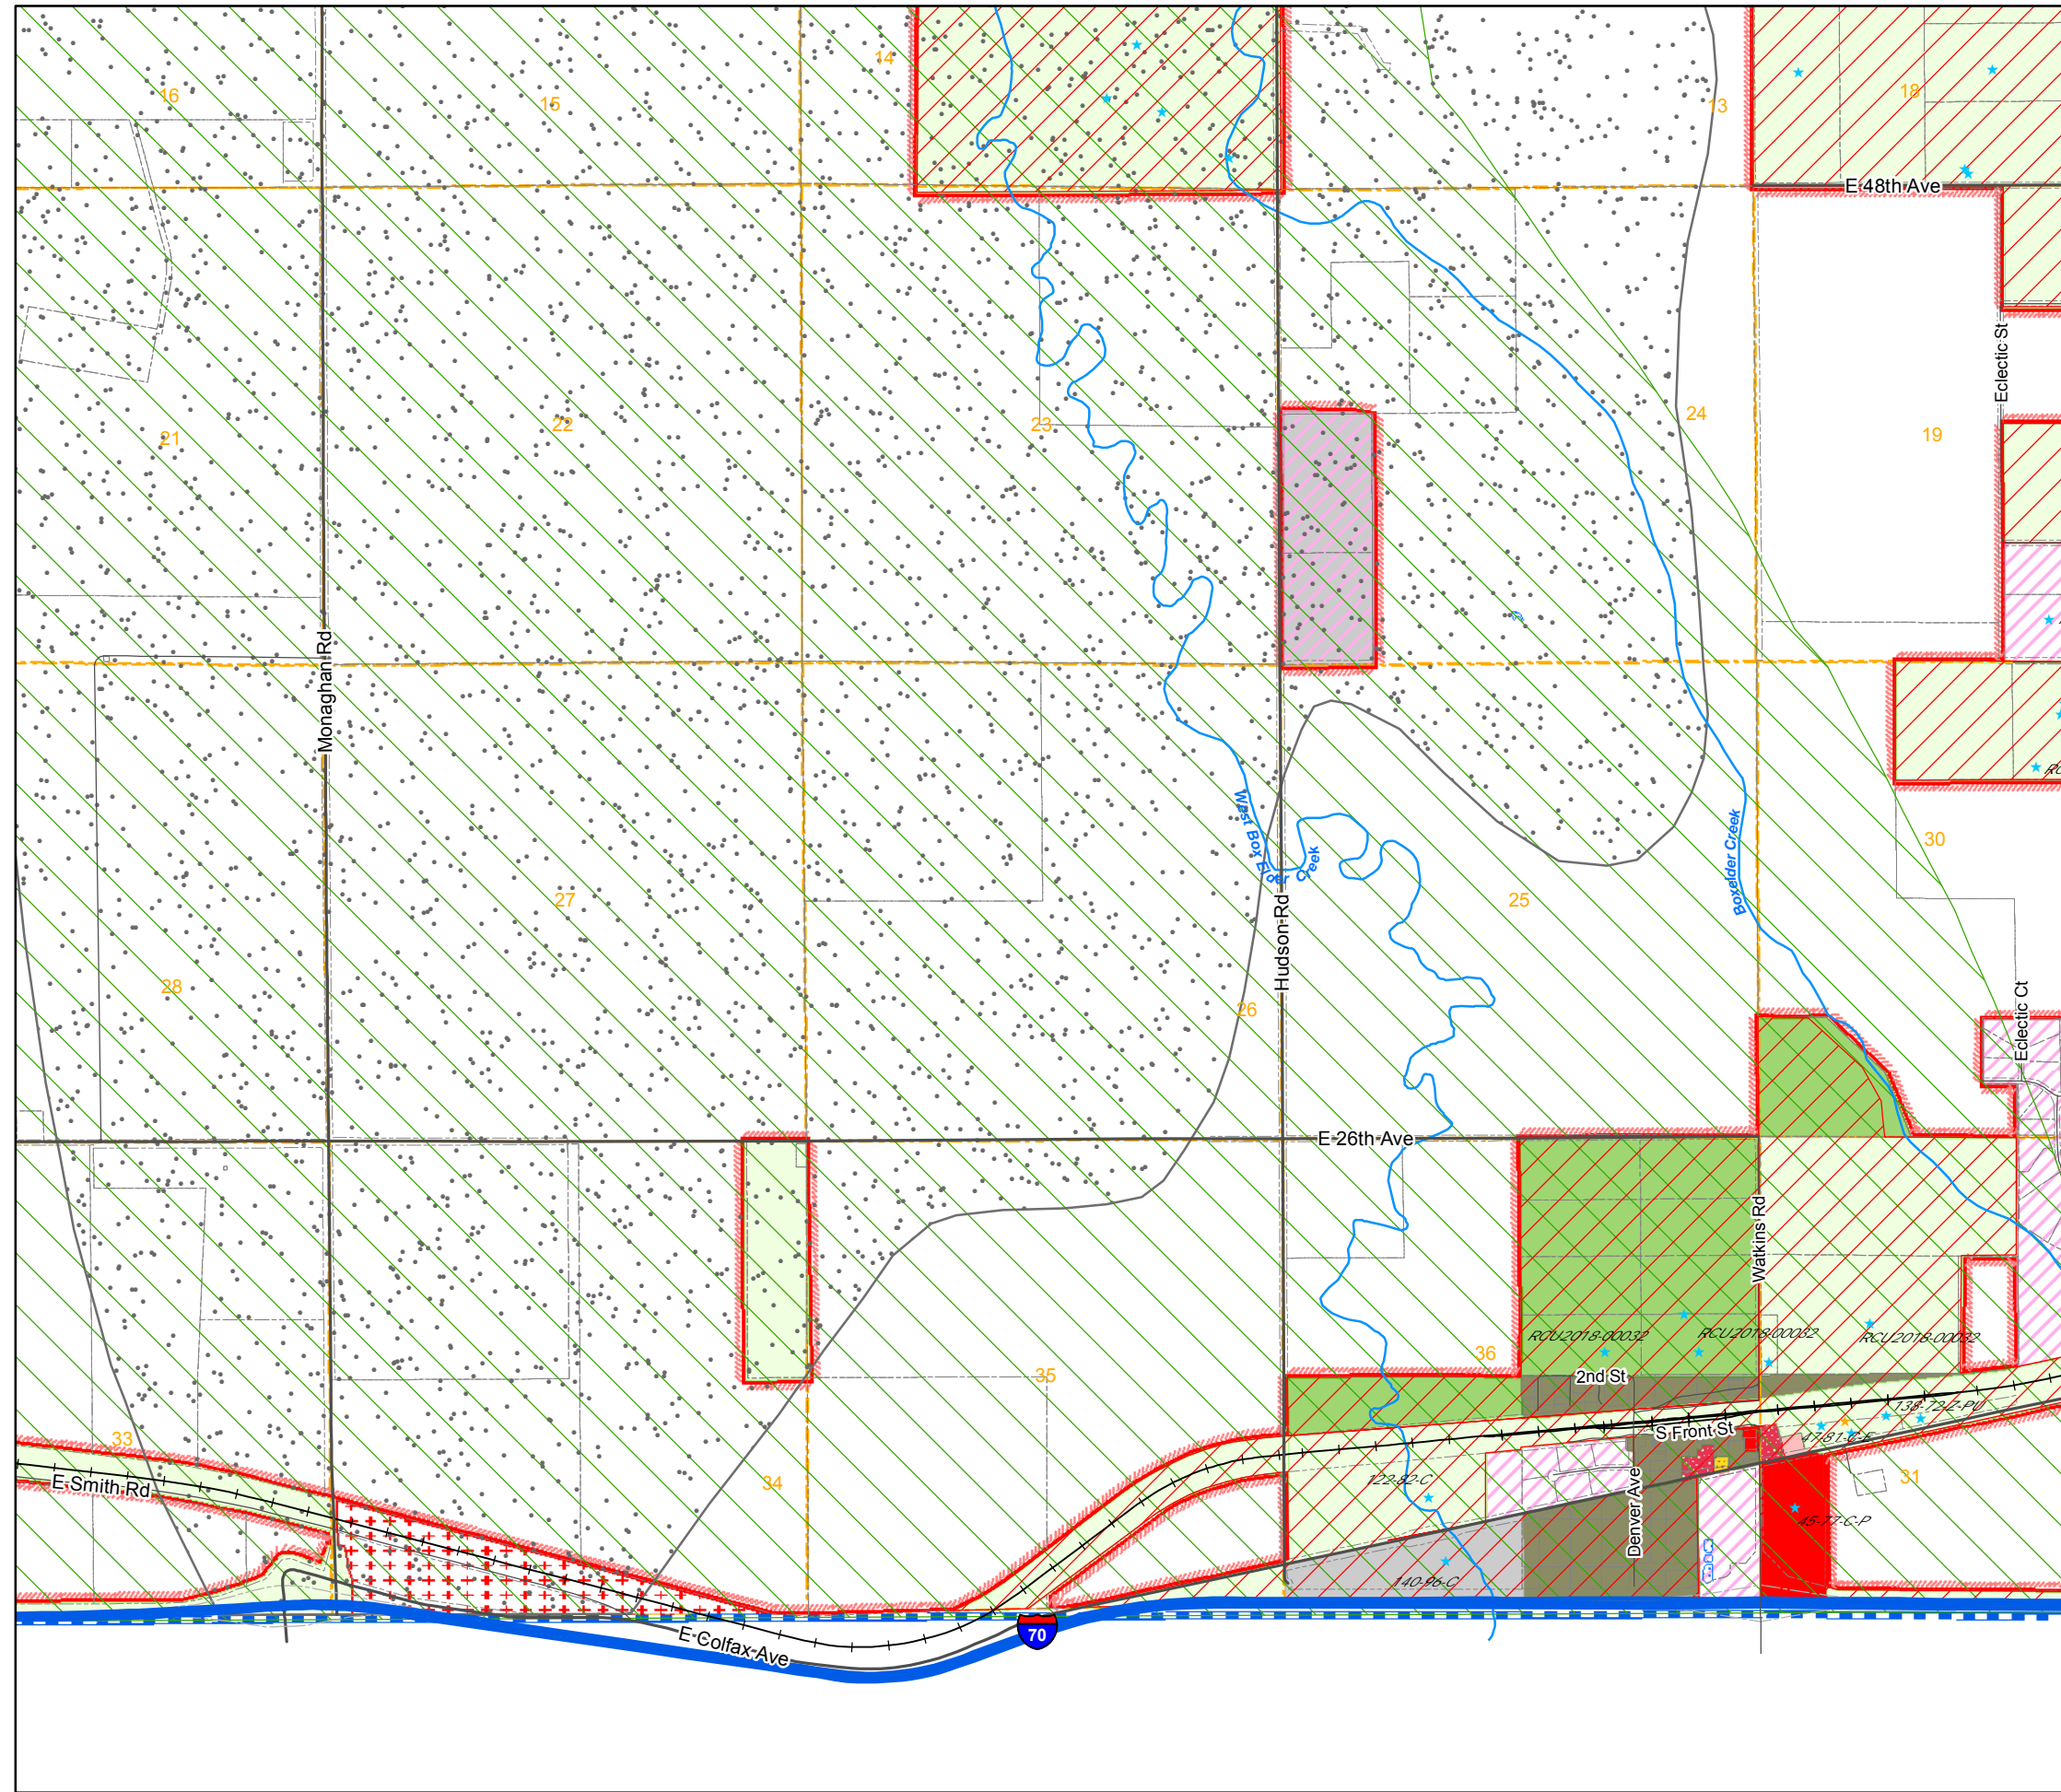 16
15
14
13
18
E 48th Ave
Eclectic St
21
22
23
24
19
Monaghan Rd
West Box Elder Creek
Boxelder Creek
30
27
25
Hudson Rd
28
26
Eclectic Ct
E 26th Ave
Watkins Rd
RCU2018-00032
RCU2018-00032
RCU2018-00032
36
35
2nd St
138-72-Z-PU
S Front St
47-81-C-E
33
34
122-82-C
31
E Smith Rd
Denver Ave
45-77-C-P
140-96-C
70
E Colfax Ave